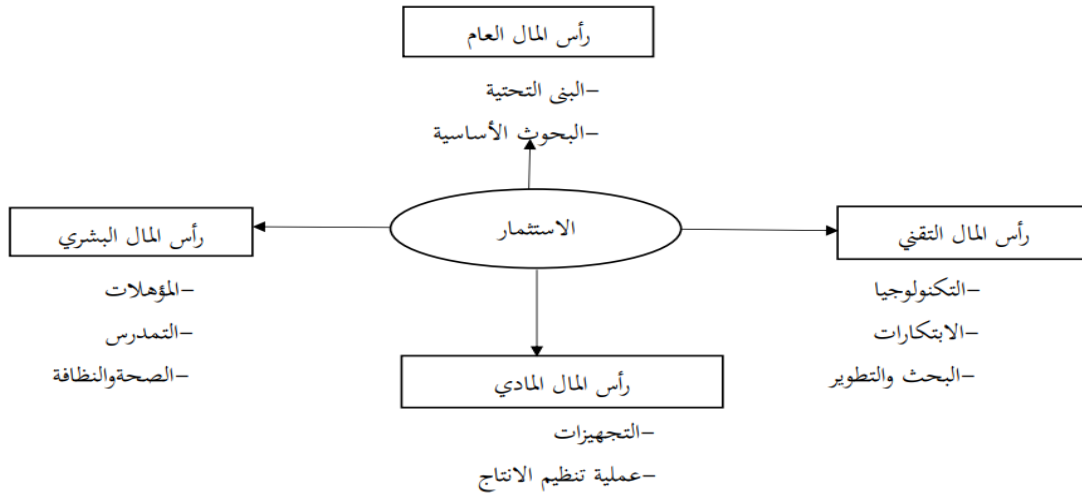 رأس المال العام
–البنى التحتية
–البحوث الأساسية
الاستثمار
رأس المال التقني
–التكنولوجيا
–الابتكارات
–البحث والتطوير
رأس المال البشري
–المؤهلات
–التمدرس
–الصحةوالنظافة
رأس المال المادي
–التجهيزات
–عملية تنظيم الانتاج